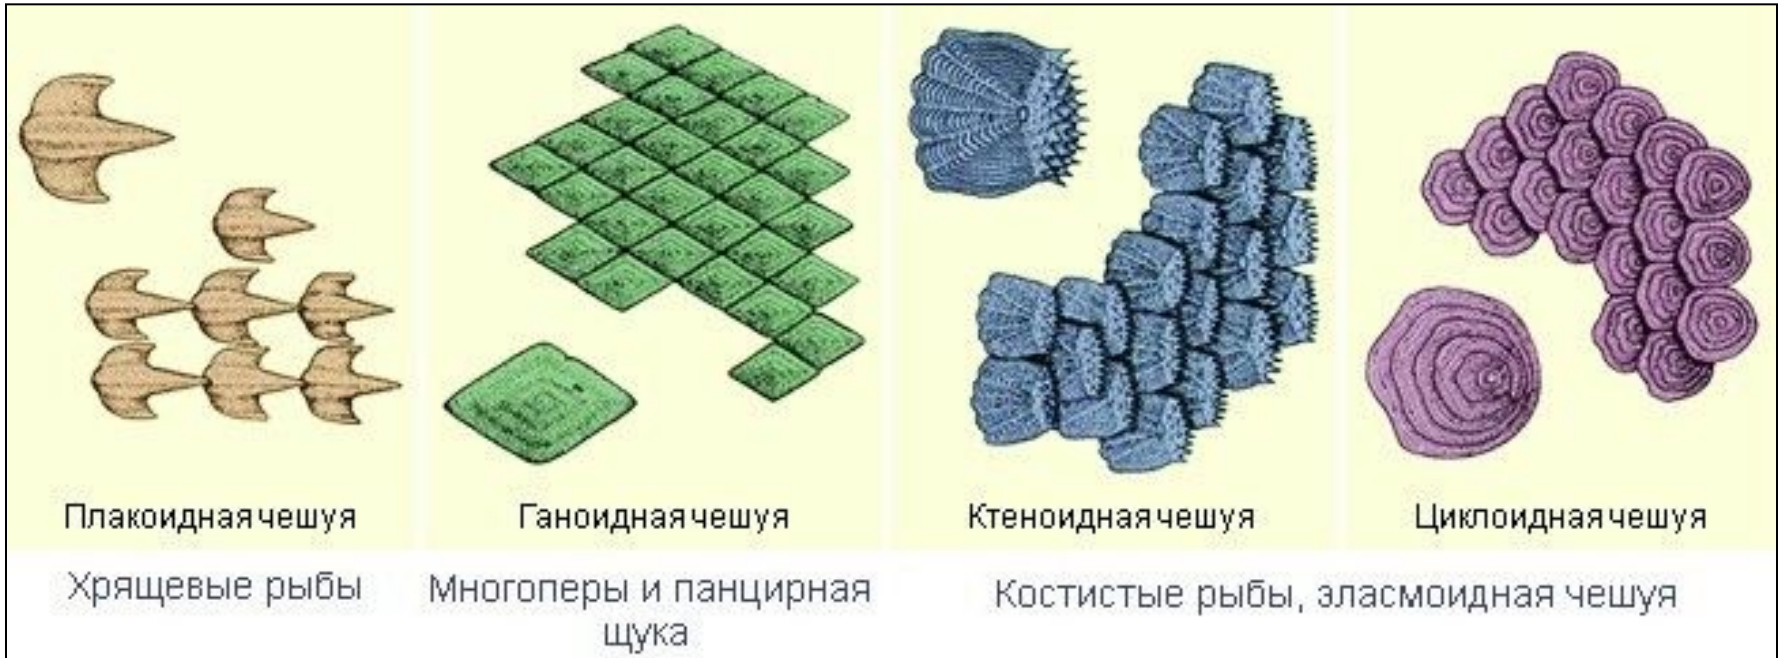 Плакоидная чешуя
Ганоидная чешуя
Ктеноидная чешуя
Циклоидная чешуя
Хрящевые рыбы
Многоперы и панцирная
щука
Костистые рыбы, эласмоидная чешуя